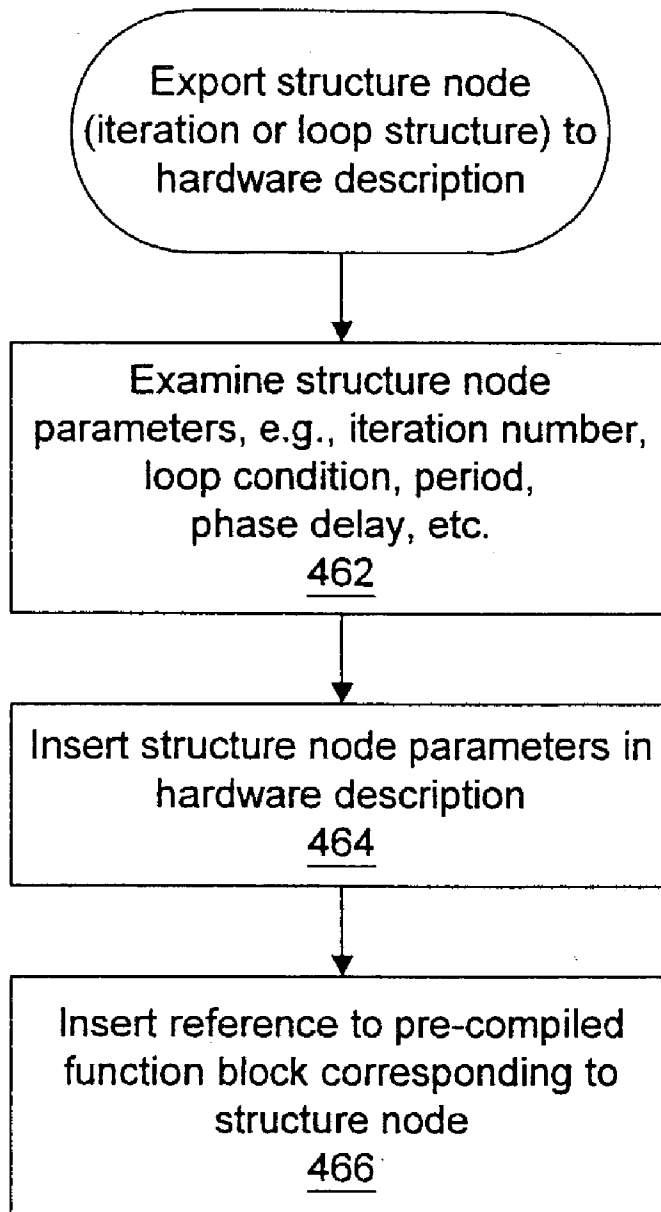 Export structure node
(iteration or loop structure) to
hardware description
Examine structure node
parameters, e.g., iteration number,
loop condition, period,
phase delay, etc.
462
Insert structure node parameters in
hardware description
464
Insert reference to pre-compiled
function block corresponding to
structure node
466